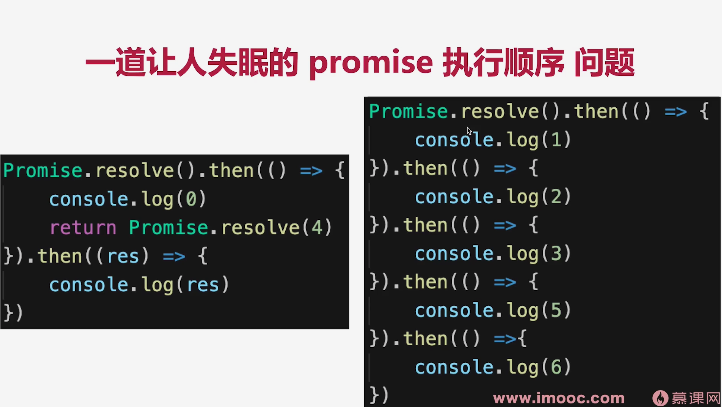 一道让人失眠的 promise 执行顺序 问题
Promise.resolve().then(() => {
    console.log(0)
    return Promise.resolve(4)
}).then((res) => {
    console.log(res)
})
Promise.resolve().then(() => {
    console.log(1)
}).then(() => {
    console.log(2)
}).then(() => {
    console.log(3)
}).then(() => {
    console.log(5)
}).then(() =>{
    console.log(6)
})
www.imooc.com 慕课网